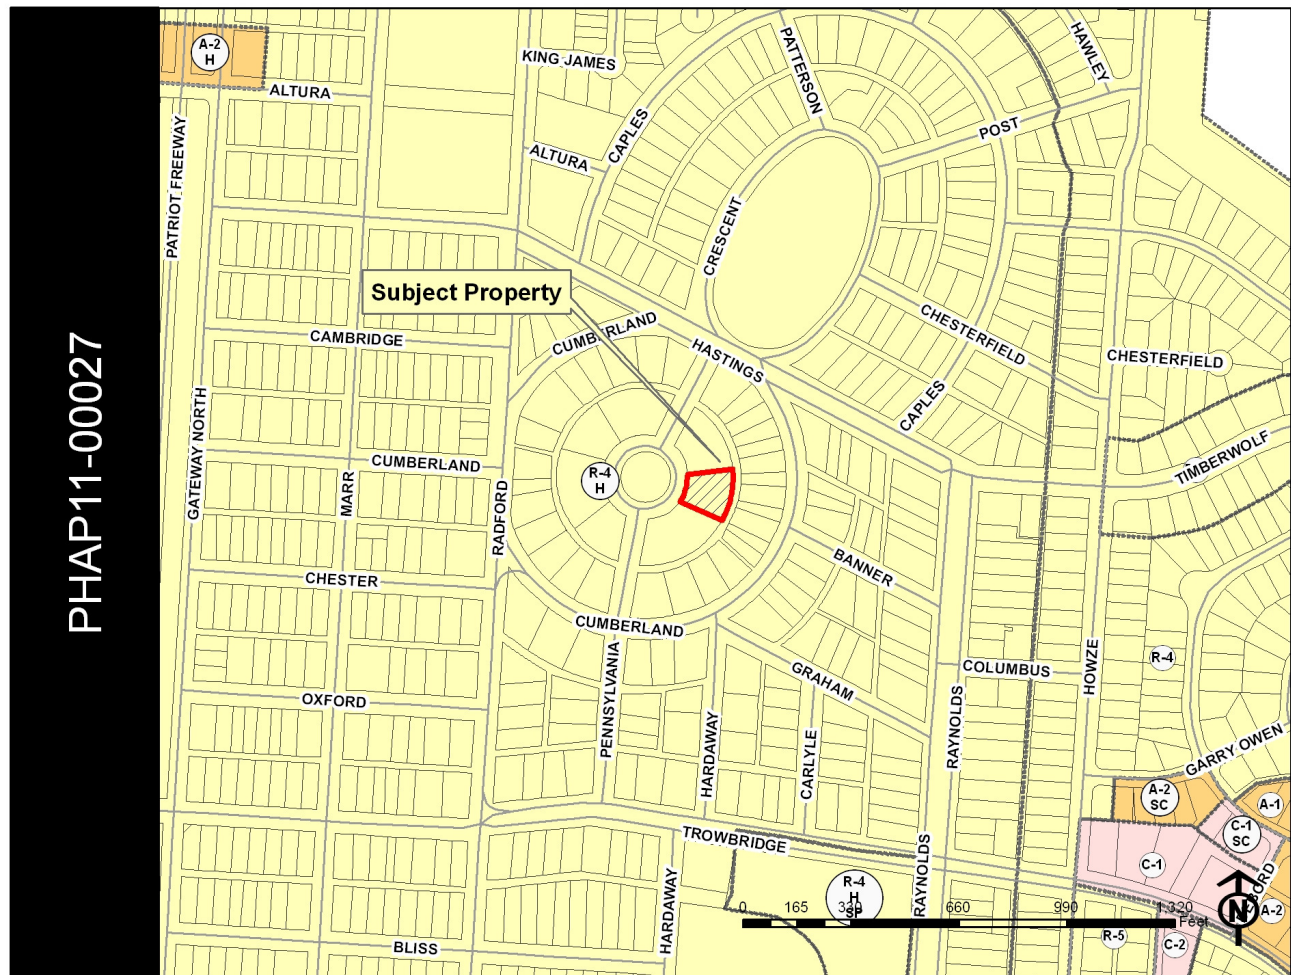 PHAP11-00027
A-2
H
ALTURA
KING JAMES
HAWLEY
PATTERSON
PATRIOT FREEWAY
CAPLES
POST
ALTURA
CRESCENT
Subject Property
CUMBERLAND
CAMBRIDGE
HASTINGS
CHESTERFIELD
CHESTERFIELD
CAPLES
GATEWAY NORTH
MARR
CUMBERLAND
RADFORD
R-4
H
TIMBERWOLF
BANNER
CHESTER
CUMBERLAND
PENNSYLVANIA
GRAHAM
COLUMBUS
HOWZE
R-4
OXFORD
HARDAWAY
CARLYLE
RAYNOLDS
GARRY OWEN
A-2
SC
A-1
C-1
SC
TROWBRIDGE
RAYNOLDS
C-1
R-4
H
SP
HARDAWAY
BLISS
0 165 330 660 990 1,320
Feet
N
A-2
R-5
C-2